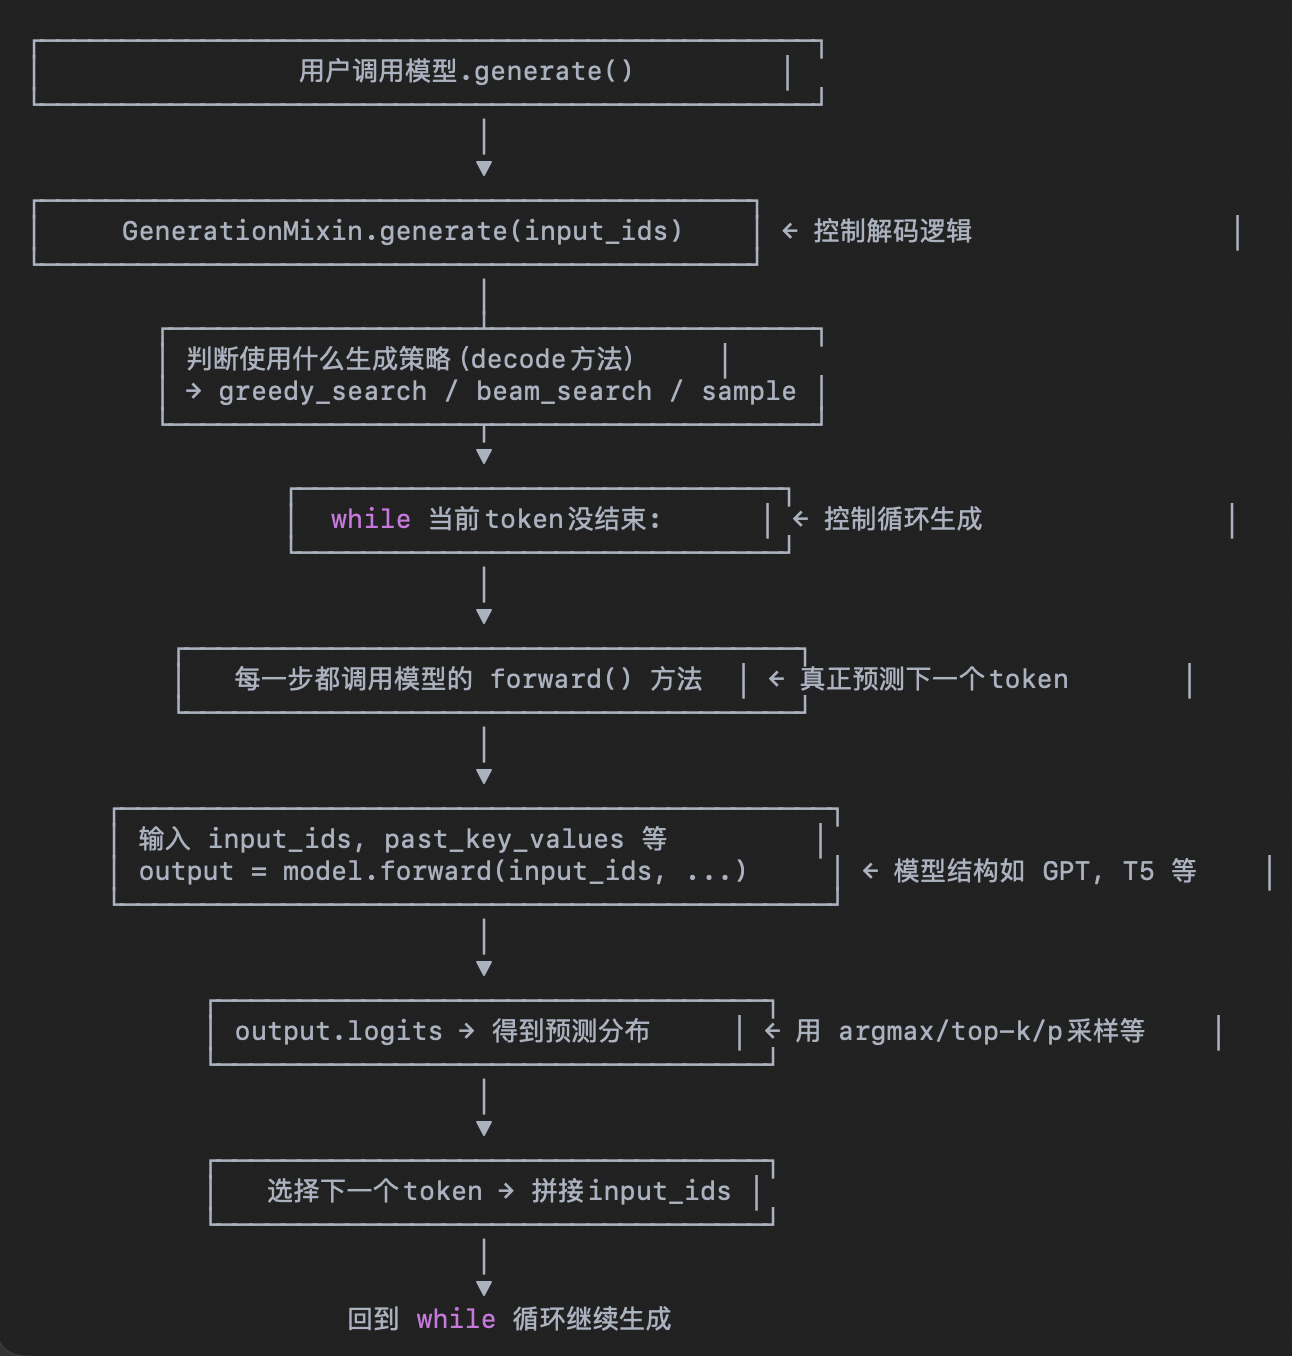 用户调用模型.generate()
GenerationMixin.generate(input_ids) ← 控制解码逻辑
判断使用什么生成策略(decode方法)
→ greedy_search / beam_search / sample
while 当前token没结束: ← 控制循环生成
每一步都调用模型的 forward() 方法 ← 真正预测下一个token
输入 input_ids, past_key_values 等
output = model.forward(input_ids, ...) ← 模型结构如 GPT, T5 等
output.logits → 得到预测分布 ← 用 argmax/top-k/p采样等
选择下一个token → 拼接input_ids
回到 while 循环继续生成